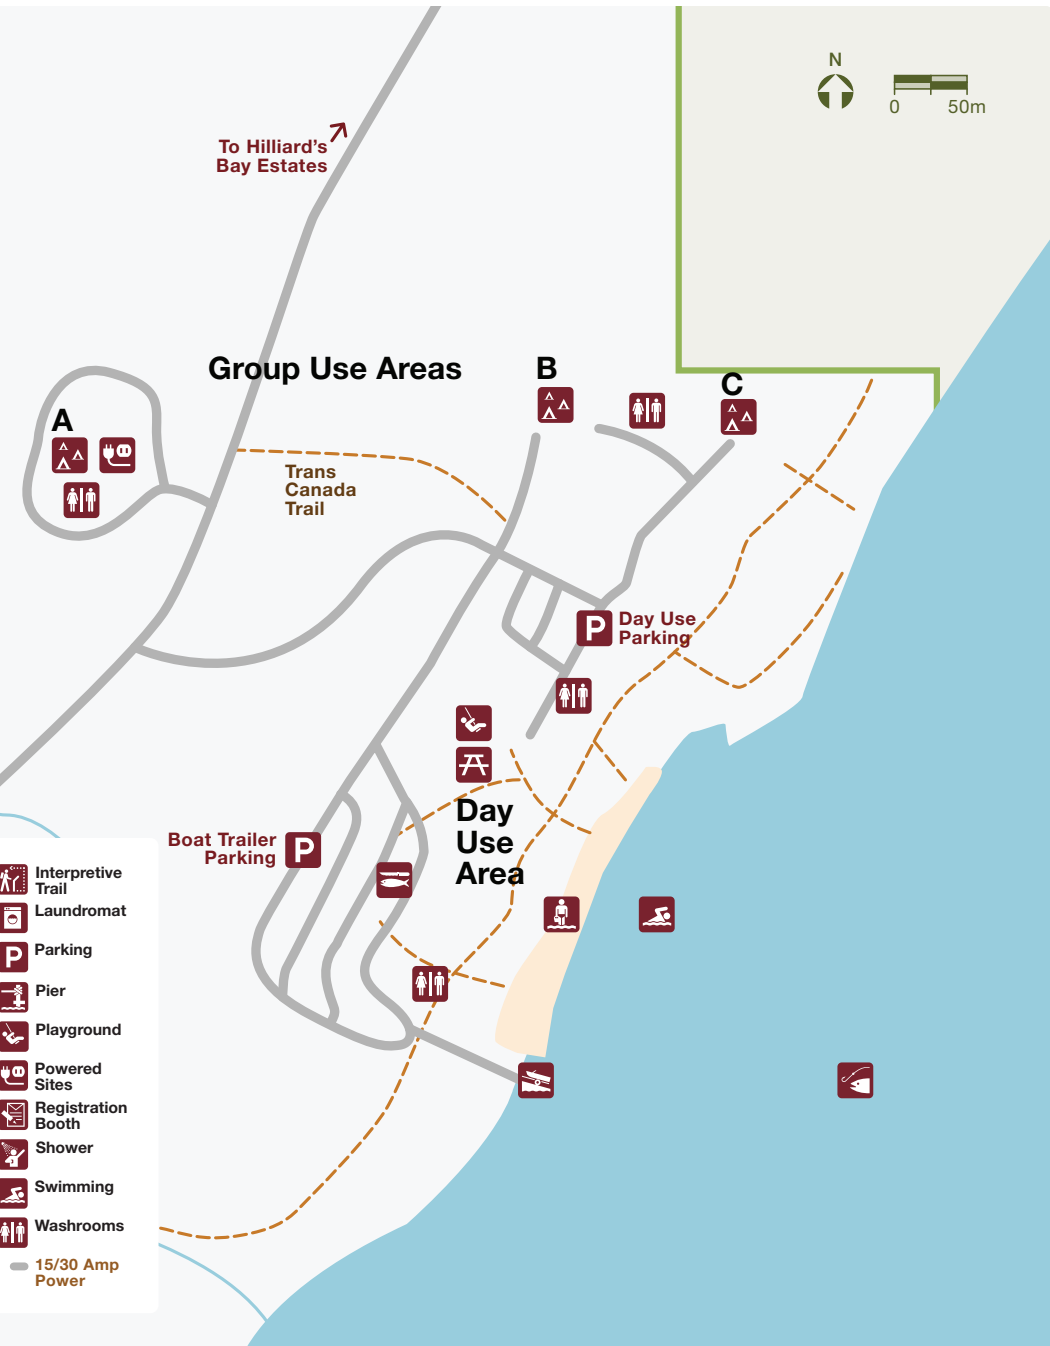 N
0 50m
To Hilliard's
Bay Estates
Group Use Areas
A
B
C
Trans
Canada
Trail
P
Day Use
Parking
Day
Use
Area
Boat Trailer
Parking
P
Interpretive
Trail
Laundromat
P
Parking
Pier
Playground
Powered
Sites
Registration
Booth
Shower
Swimming
Washrooms
15/30 Amp
Power